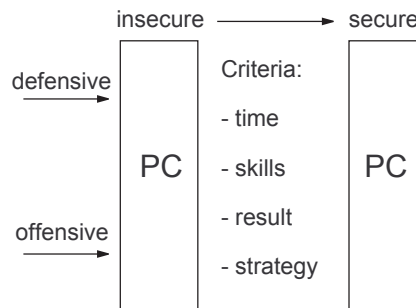 insecure
secure
defensive
Criteria:
- time
PC
- skills
PC
- result
offensive
- strategy